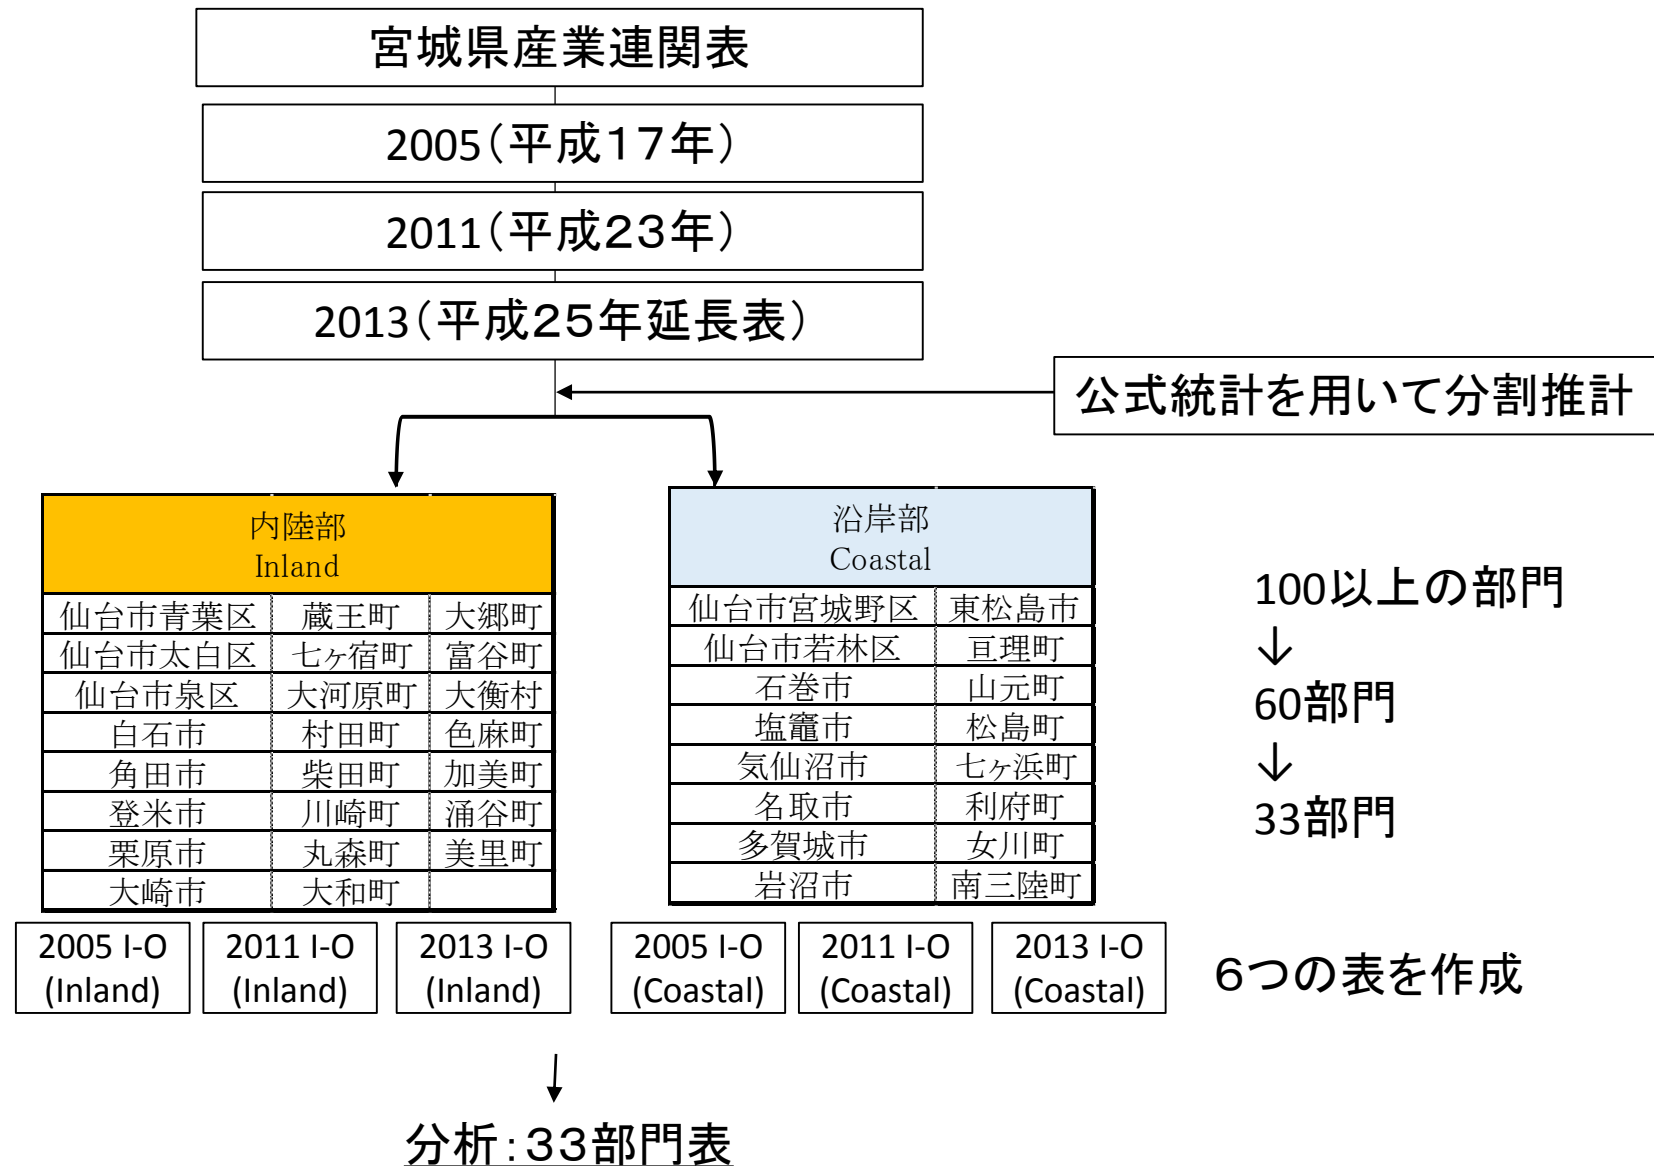 宮城県産業連関表
2005（平成１７年）
2011（平成２３年）
2013（平成２５年延長表）
公式統計を用いて分割推計
内陸部
Inland
仙台市青葉区 蔵王町 大郷町
仙台市太白区 七ヶ宿町 富谷町
仙台市泉区 大河原町 大衡村
白石市 村田町 色麻町
角田市 柴田町 加美町
登米市 川崎町 涌谷町
栗原市 丸森町 美里町
大崎市 大和町
沿岸部
Coastal
仙台市宮城野区 東松島市
仙台市若林区 亘理町
石巻市 山元町
塩竈市 松島町
気仙沼市 七ヶ浜町
名取市 利府町
多賀城市 女川町
岩沼市 南三陸町
100以上の部門
↓
60部門
↓
33部門
2005 I-O
(Inland)
2011 I-O
(Inland)
2013 I-O
(Inland)
2005 I-O
(Coastal)
2011 I-O
(Coastal)
2013 I-O
(Coastal)
６つの表を作成
分析：３３部門表